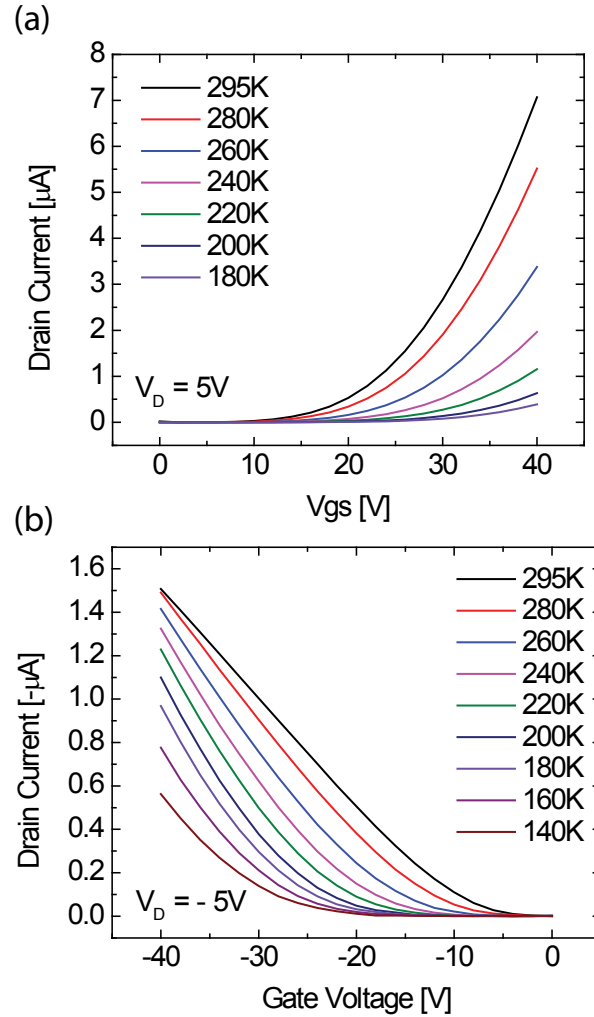 (a)
8
7
6
5
4
3
2
1
0
Drain Current [μA]
295K
280K
260K
240K
220K
200K
180K
V_D = 5V
0 10 20 30 40
Vgs [V]
(b)
1.6
1.4
1.2
1.0
0.8
0.6
0.4
0.2
0.0
Drain Current [-μA]
295K
280K
260K
240K
220K
200K
180K
160K
140K
V_D = - 5V
-40 -30 -20 -10 0
Gate Voltage [V]